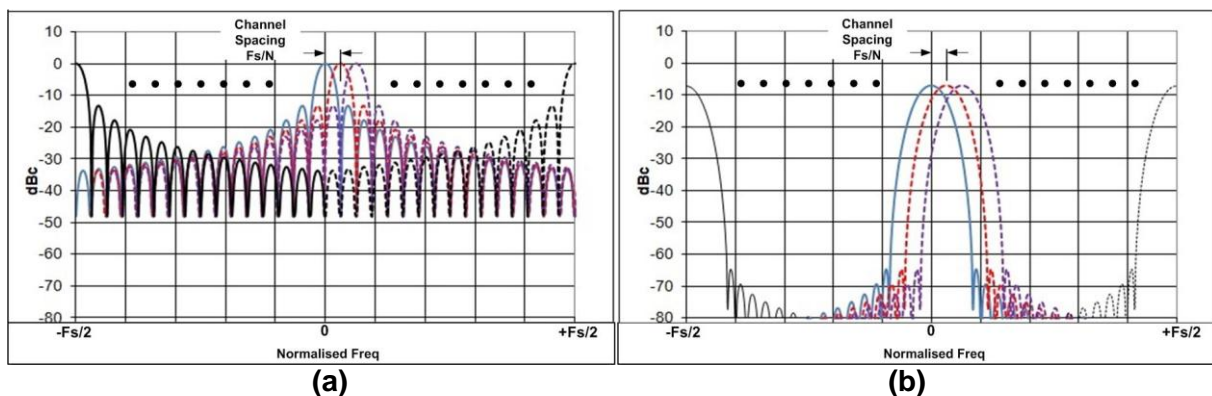 Channel
Spacing
Fs/N
10
0
-10
-20
-30
-40
-50
-60
-70
-80
dBc
-Fs/2
0
+Fs/2
Normalised Freq
(a)
Channel
Spacing
Fs/N
10
0
-10
-20
-30
-40
-50
-60
-70
-80
dBc
-Fs/2
0
+Fs/2
Normalised Freq
(b)